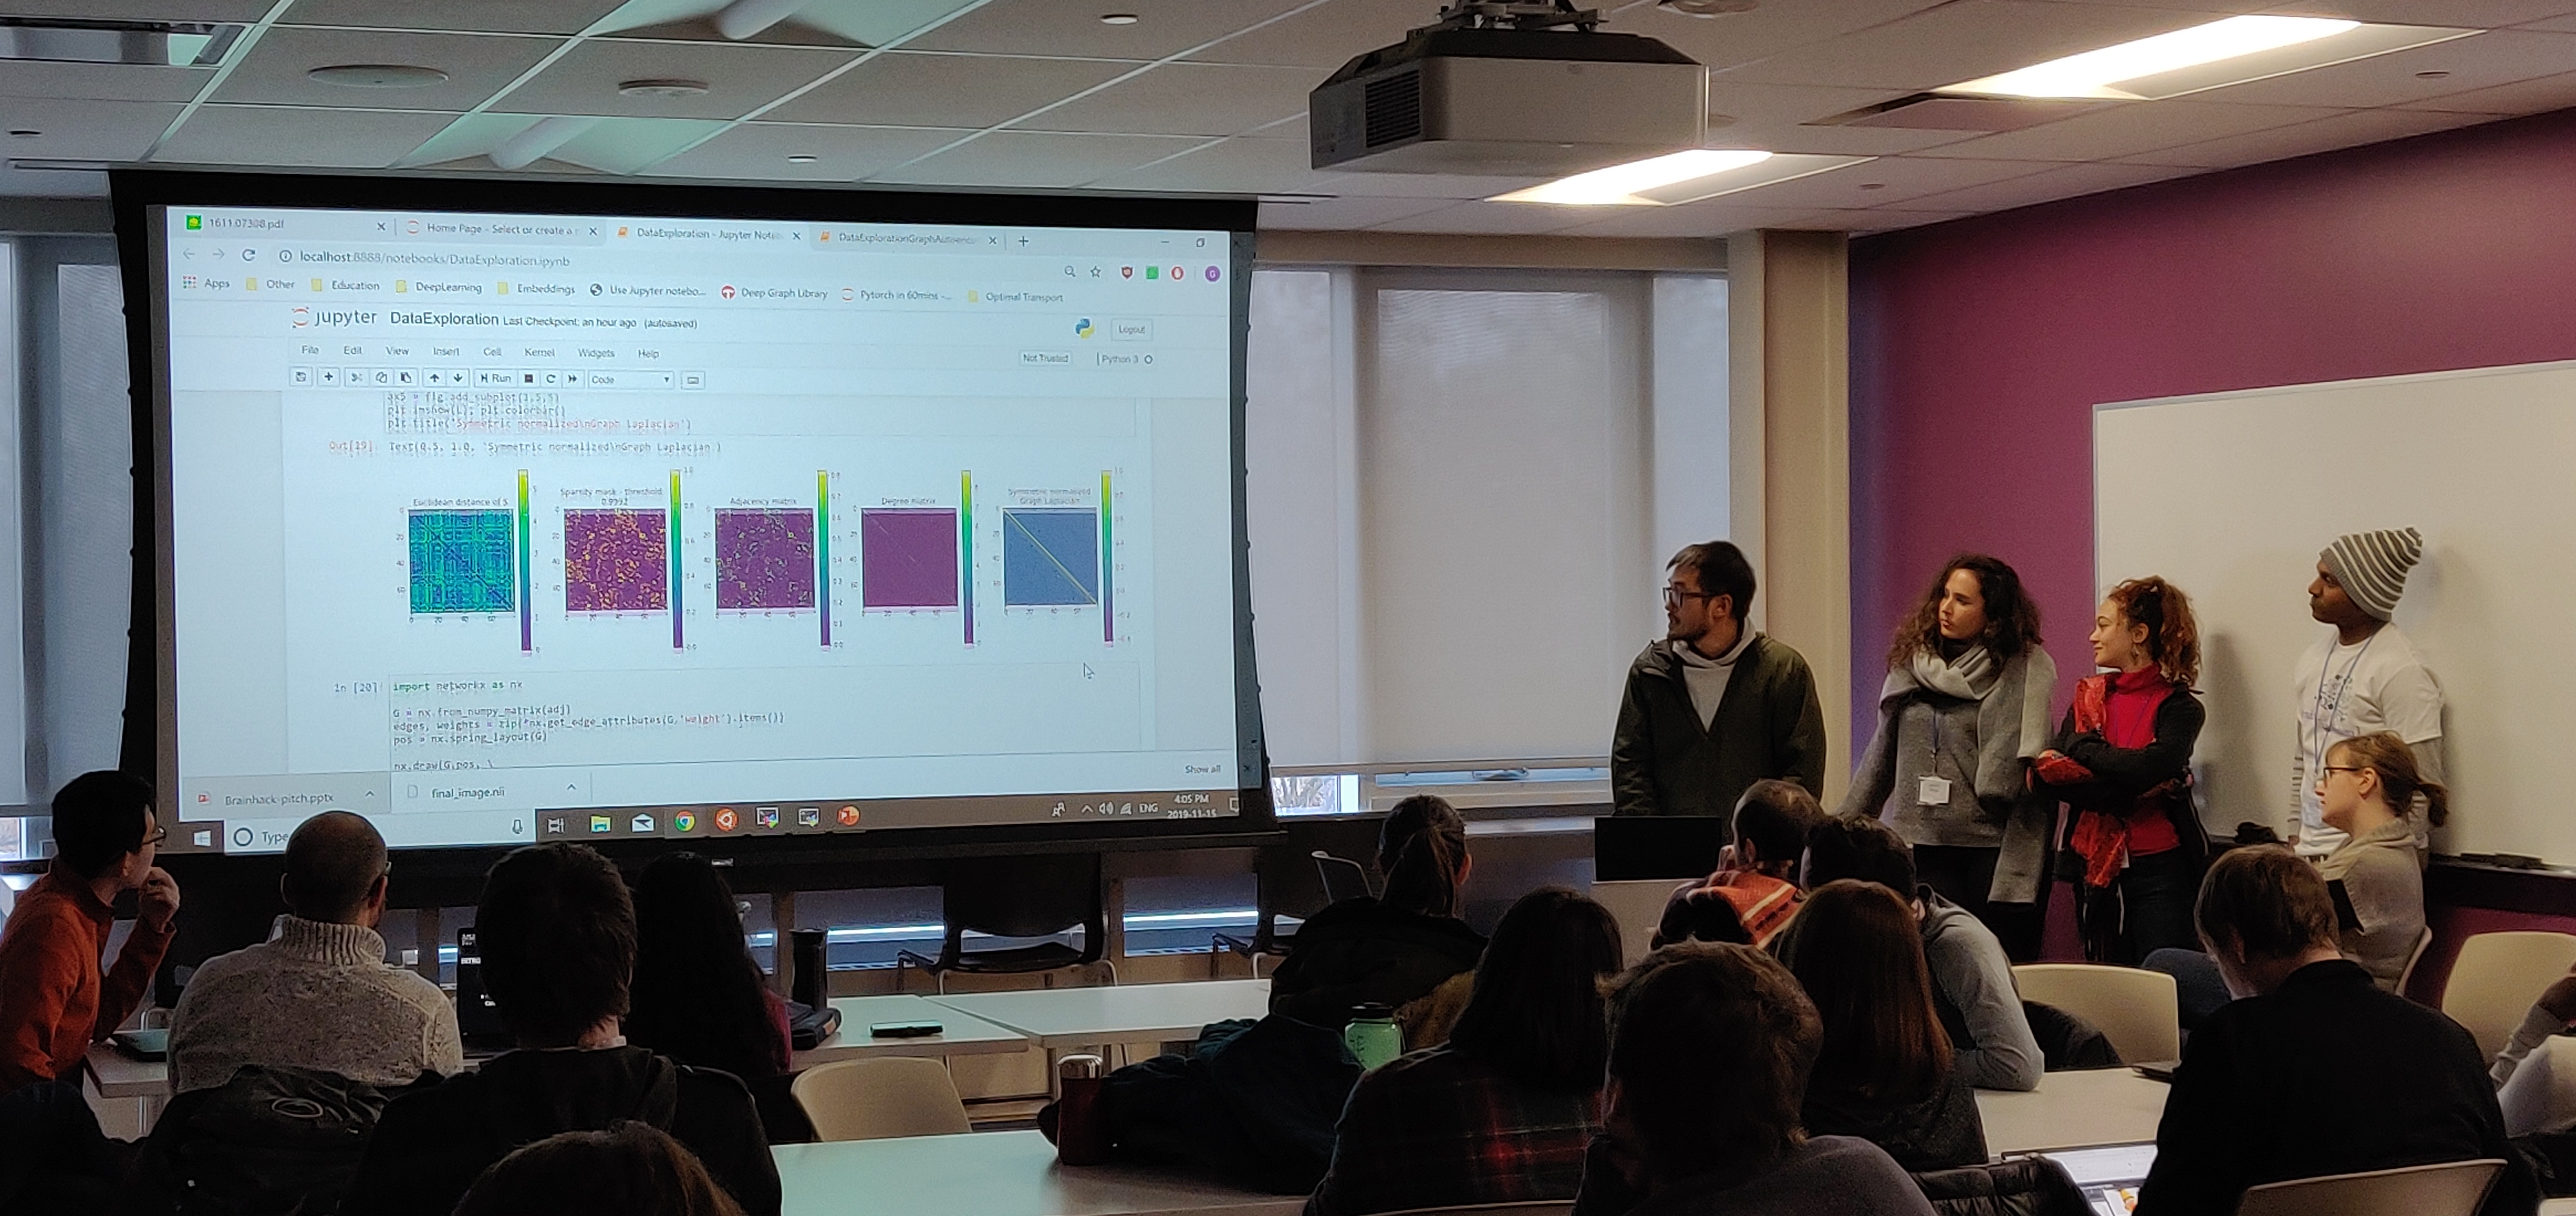 1611.07308.pdf
Home Page - Select or create a
DataExploration - Jupyter Note
DataExplorationGraphAutoenc
localhost:8888/notebooks/DataExploration.ipynb
Apps Other Education DeepLearning Embeddings Use Jupyter notebo... Deep Graph Library Pytorch in 60mins -... Optimal Transport
jupyter DataExploration Last Checkpoint: an hour ago (autosaved)
Logout
File Edit View Insert Cell Kernel Widgets Help
Not Trusted Python 3
Run Code
ax5 = fig.add_subplot(1,5,5)
plt.imshow(L); plt.colorbar()
plt.title('Symmetric normalized\nGraph Laplacian')
Out[19]: Text(0.5, 1.0, 'Symmetric normalized\nGraph Laplacian')
Euclidean distance of S
Sparsity mask - threshold
0.9992
Adjacency matrix
Degree matrix
Symmetric normalized
Graph Laplacian
In [20]: import networkx as nx
G = nx.from_numpy_matrix(adj)
edges, weights = zip(*nx.get_edge_attributes(G,'weight').items())
pos = nx.spring_layout(G)
nx.draw(G,pos, \
Brainhack-pitch.pptx
final_image.nii
Show all
Type
ENG
4:05 PM
2019-11-15